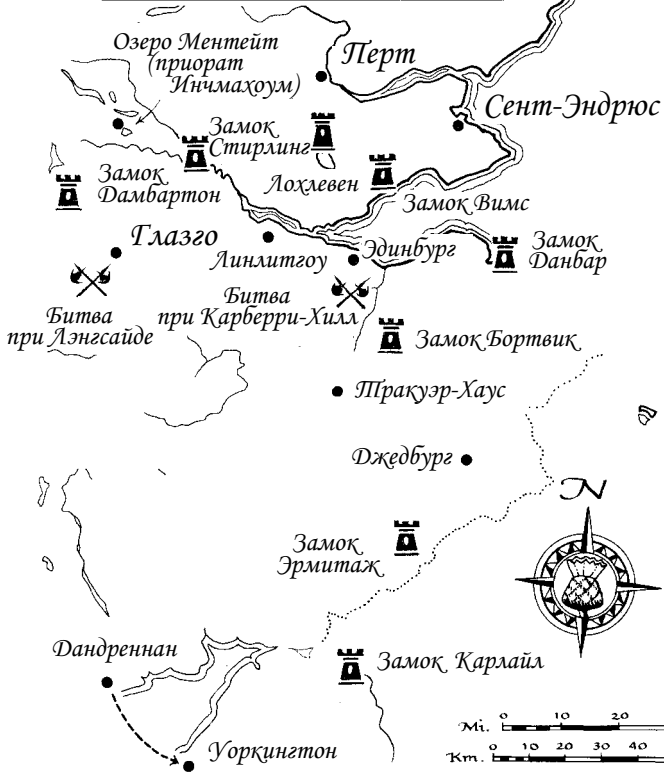 Озеро Ментейт
(приорат
Инчмахоум)
Перт
Сент-Эндрюс
Замок
Стирлинг
Лохлевен
Замок
Дамбартон
Замок Вимс
Глазго
Линлитгоу
Эдинбург
Замок
Данбар
Битва
при Лэнгсайде
Битва
при Карберри-Хилл
Замок Бортвик
Тракуэр-Хаус
Джедбург
N
Замок
Эрмитаж
Дандреннан
Замок Карлайл
Уоркингтон
Mi. 0 10 20
Km. 0 10 20 30 40